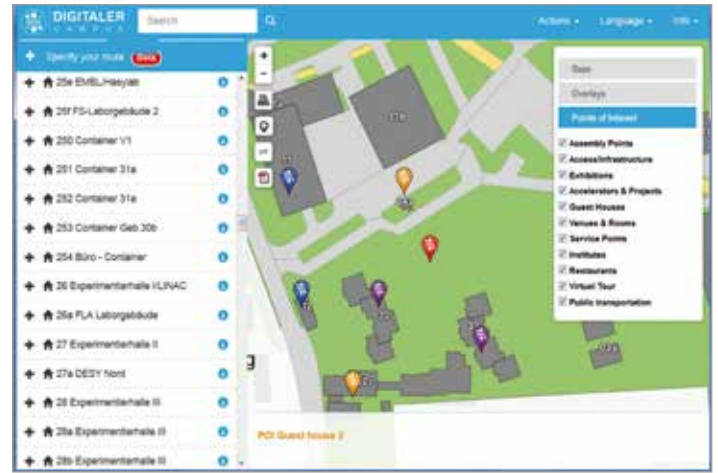 DIGITALER
CAMPUS
Search
Actions
Language
Info
Specify your route
Beta
25e EMBL/Hasylab
25f FS-Laborgebäude 2
250 Container V1
251 Container 31a
252 Container 31a
253 Container Geb.30b
254 Büro - Container
26 Experimentierhalle I/LINAC
26a FLA Laborgebäude
27 Experimentierhalle II
27a DESY Nord
28 Experimentierhalle III
28a Experimentierhalle III
28b Experimentierhalle III
Base
Overlays
Points of Interest
Assembly Points
Access/Infrastructure
Exhibitions
Accelerators & Projects
Guest Houses
Venues & Rooms
Service Points
Institutes
Restaurants
Virtual Tour
Public transportation
g
POI Guest house 2